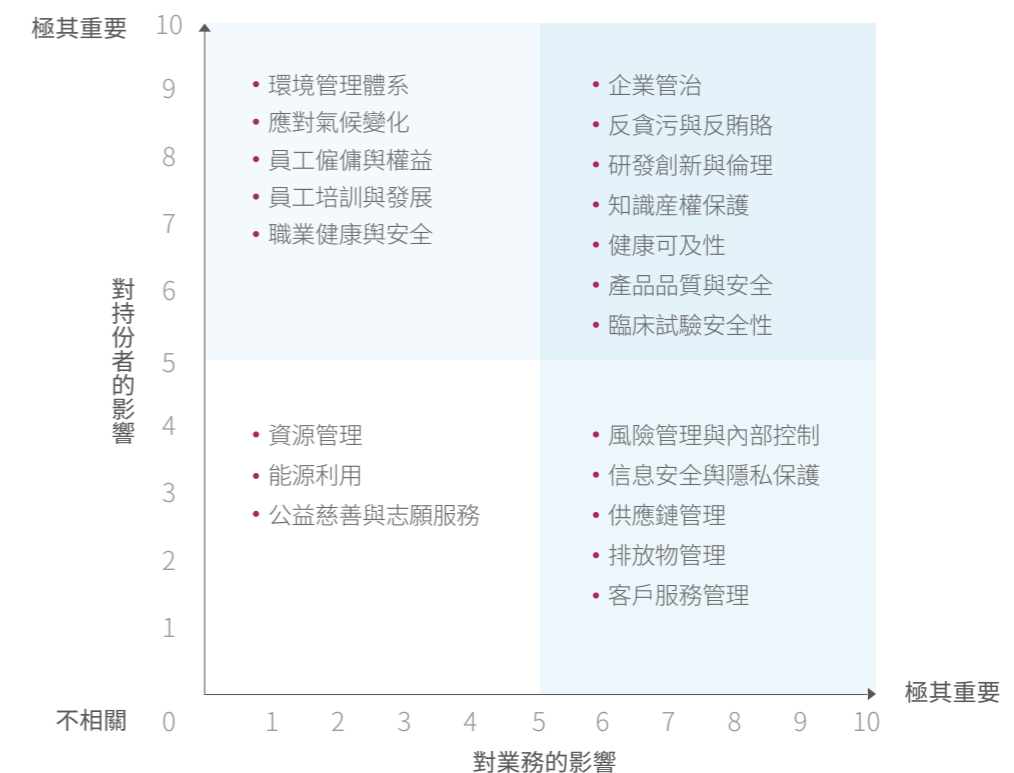 極其重要
10
9
8
7
6
5
4
3
2
1
不相關
0
對持份者的影響
• 環境管理體系
• 應對氣候變化
• 員工僱傭與權益
• 員工培訓與發展
• 職業健康與安全
• 企業管治
• 反貪污與反賄賂
• 研發創新與倫理
• 知識産權保護
• 健康可及性
• 產品品質與安全
• 臨床試驗安全性
• 資源管理
• 能源利用
• 公益慈善與志願服務
• 風險管理與內部控制
• 信息安全與隱私保護
• 供應鏈管理
• 排放物管理
• 客戶服務管理
1 2 3 4 5 6 7 8 9 10
極其重要
對業務的影響